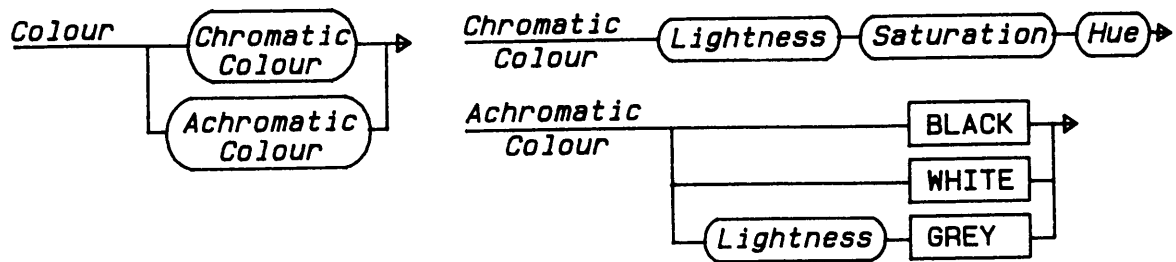 Colour
Chromatic
Colour
Achromatic
Colour
Chromatic
Colour
Lightness
Saturation
Hue
Achromatic
Colour
BLACK
WHITE
Lightness
GREY